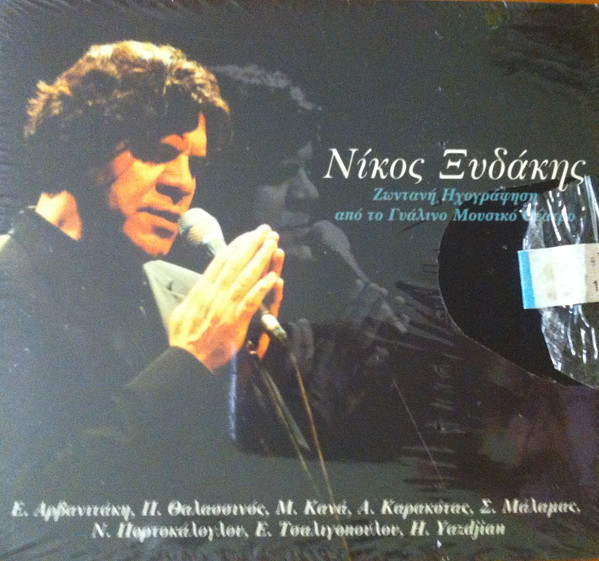 Νίκος Ξυδάκης
Ζωντανή Ηχογράφηση
από το Γυάλινο Μουσικό
Ε. Αρβανιτάκη, Π. Θαλασσινός, Μ. Κανά, Α. Καρακότας, Σ. Μάλαμας,
Ν. Πορτοκάλογλου, Ε. Τσαλιγοπούλου, H. Yazdjian